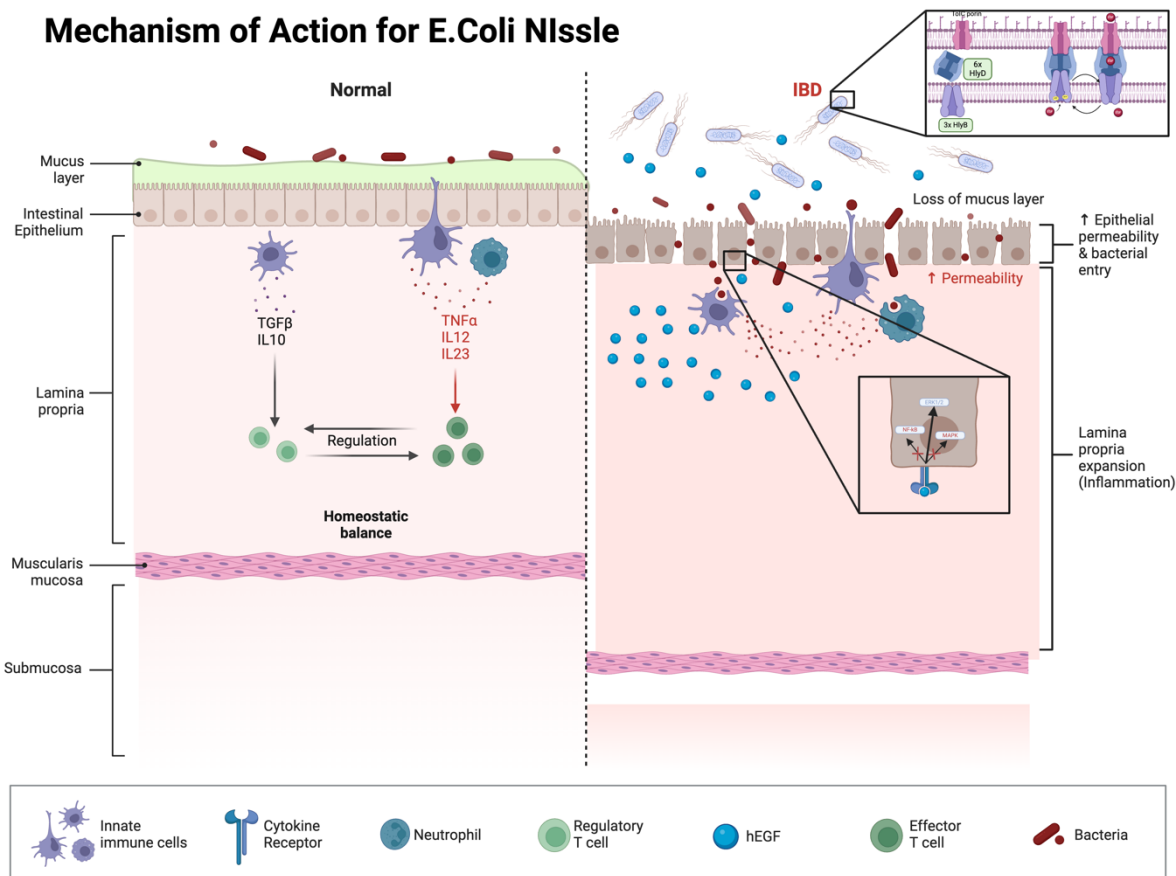 Mechanism of Action for E.Coli NIssle
Normal
IBD
TolC porin
6x
HlyD
3x HlyB
Mucus
layer
Intestinal
Epithelium
Lamina
propria
Muscularis
mucosa
Submucosa
TGFβ
IL10
TNFα
IL12
IL23
Regulation
Homeostatic
balance
Loss of mucus layer
↑ Epithelial
permeability
& bacterial
entry
↑ Permeability
ERK1/2
NF-kB
MAPK
Lamina
propria
expansion
(Inflammation)
Innate
immune cells
Cytokine
Receptor
Neutrophil
Regulatory
T cell
hEGF
Effector
T cell
Bacteria